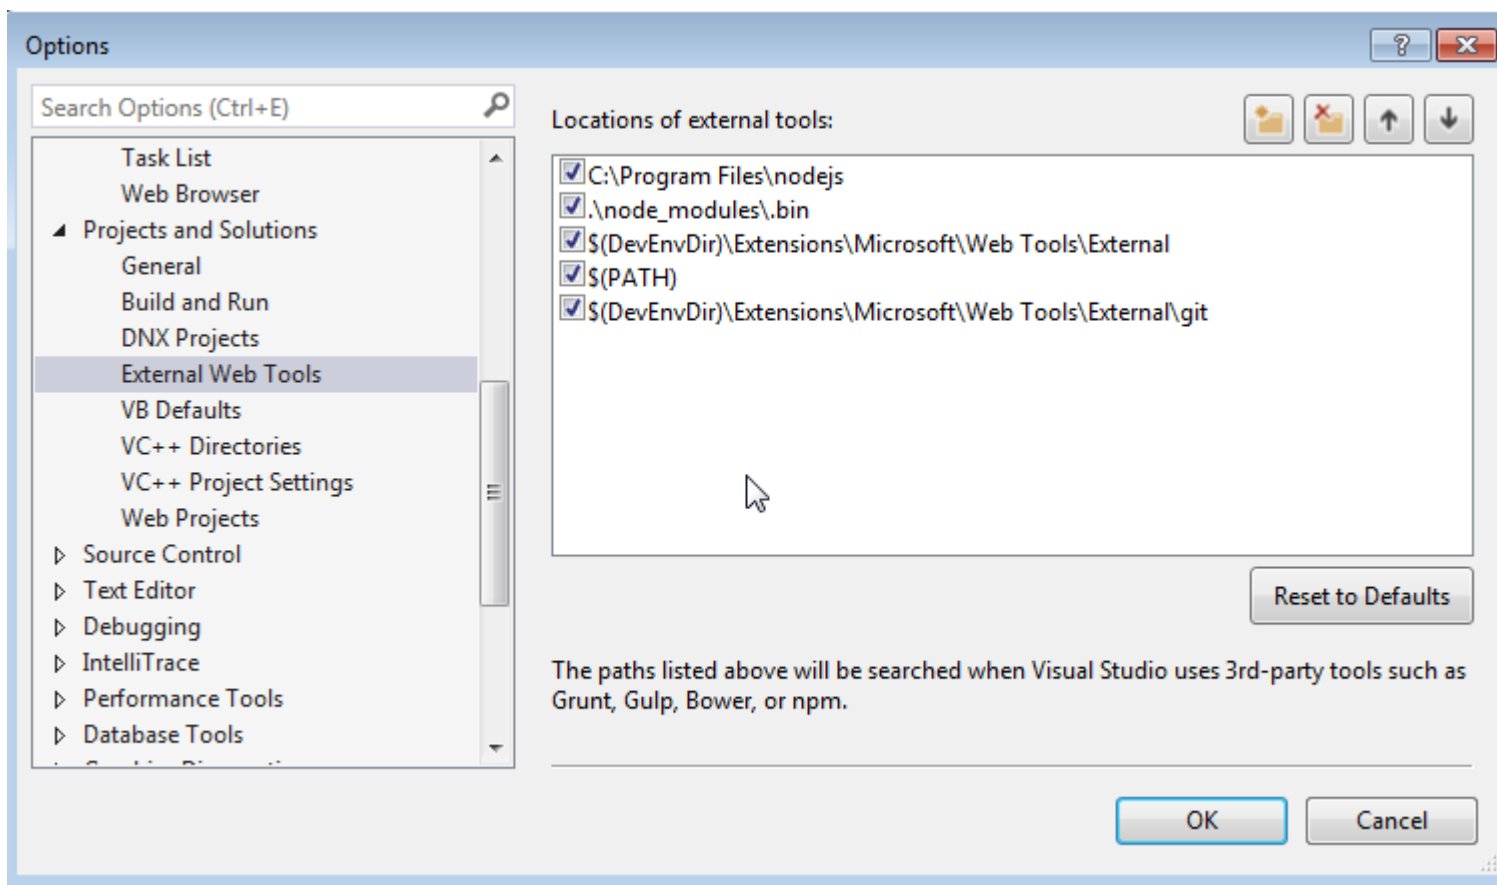 Options
Search Options (Ctrl+E)
Task List
Web Browser
Projects and Solutions
General
Build and Run
DNX Projects
External Web Tools
VB Defaults
VC++ Directories
VC++ Project Settings
Web Projects
Source Control
Text Editor
Debugging
IntelliTrace
Performance Tools
Database Tools
Locations of external tools:
C:\Program Files\nodejs
.\node_modules\.bin
$(DevEnvDir)\Extensions\Microsoft\Web Tools\External
$(PATH)
$(DevEnvDir)\Extensions\Microsoft\Web Tools\External\git
Reset to Defaults
The paths listed above will be searched when Visual Studio uses 3rd-party tools such as
Grunt, Gulp, Bower, or npm.
OK
Cancel